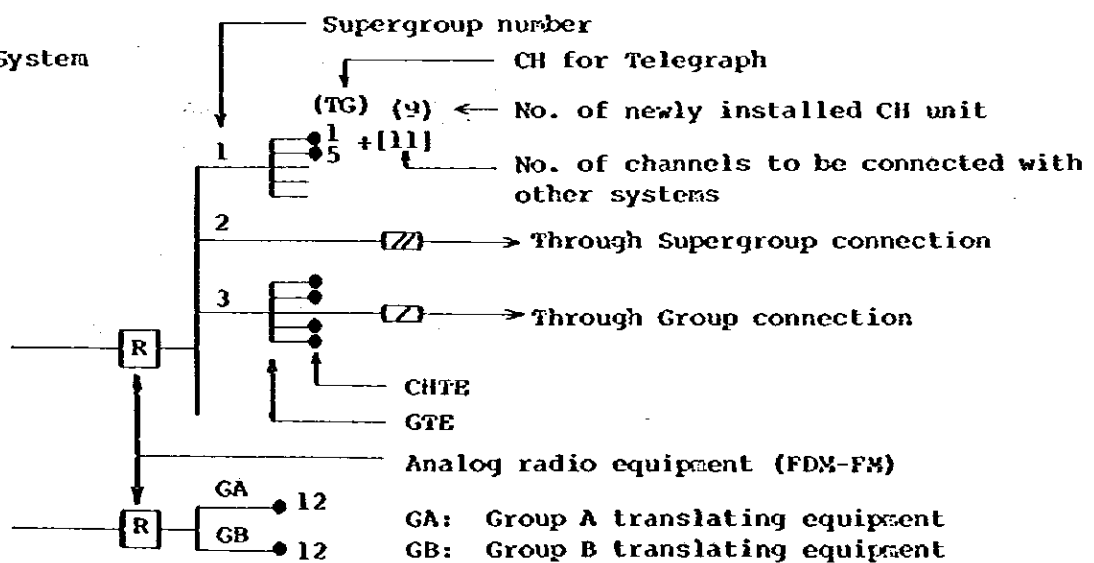 Supergroup number
System
CH for Telegraph
(TG) (9) No. of newly installed CH unit
1 1 +[11]
5
No. of channels to be connected with
other systems
2
Through Supergroup connection
3
Through Group connection
R
CHTE
GTE
Analog radio equipment (FDM-FM)
GA 12
R
GB 12
GA: Group A translating equipment
GB: Group B translating equipment